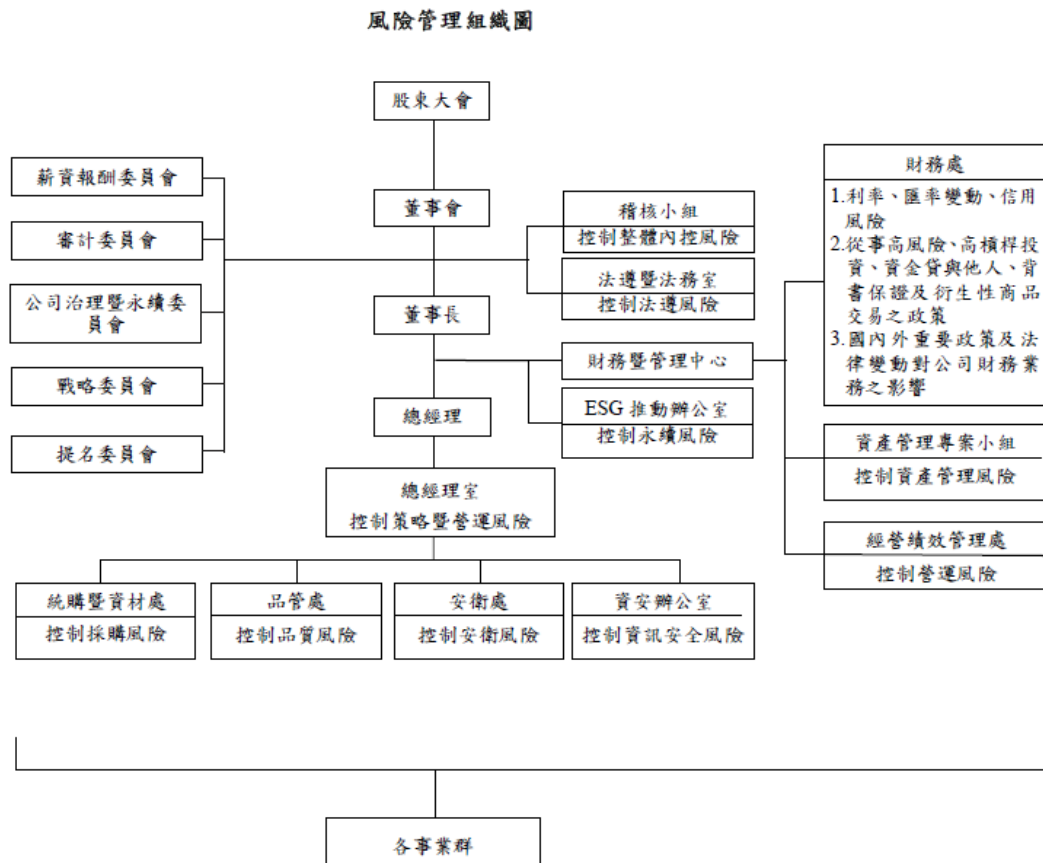 風險管理組織圖
股東大會
薪資報酬委員會
審計委員會
公司治理暨永續委
員會
戰略委員會
提名委員會
董事會
稽核小組
控制整體內控風險
法遵暨法務室
控制法遵風險
董事長
財務暨管理中心
ESG 推動辦公室
控制永續風險
財務處
1.利率、匯率變動、信用
風險
2.從事高風險、高槓桿投
資、資金貸與他人、背
書保證及衍生性商品
交易之政策
3.國內外重要政策及法
律變動對公司財務業
務之影響
資產管理專案小組
控制資產管理風險
經營績效管理處
控制營運風險
總經理
總經理室
控制策略暨營運風險
統購暨資材處
控制採購風險
品管處
控制品質風險
安衛處
控制安衛風險
資安辦公室
控制資訊安全風險
各事業群